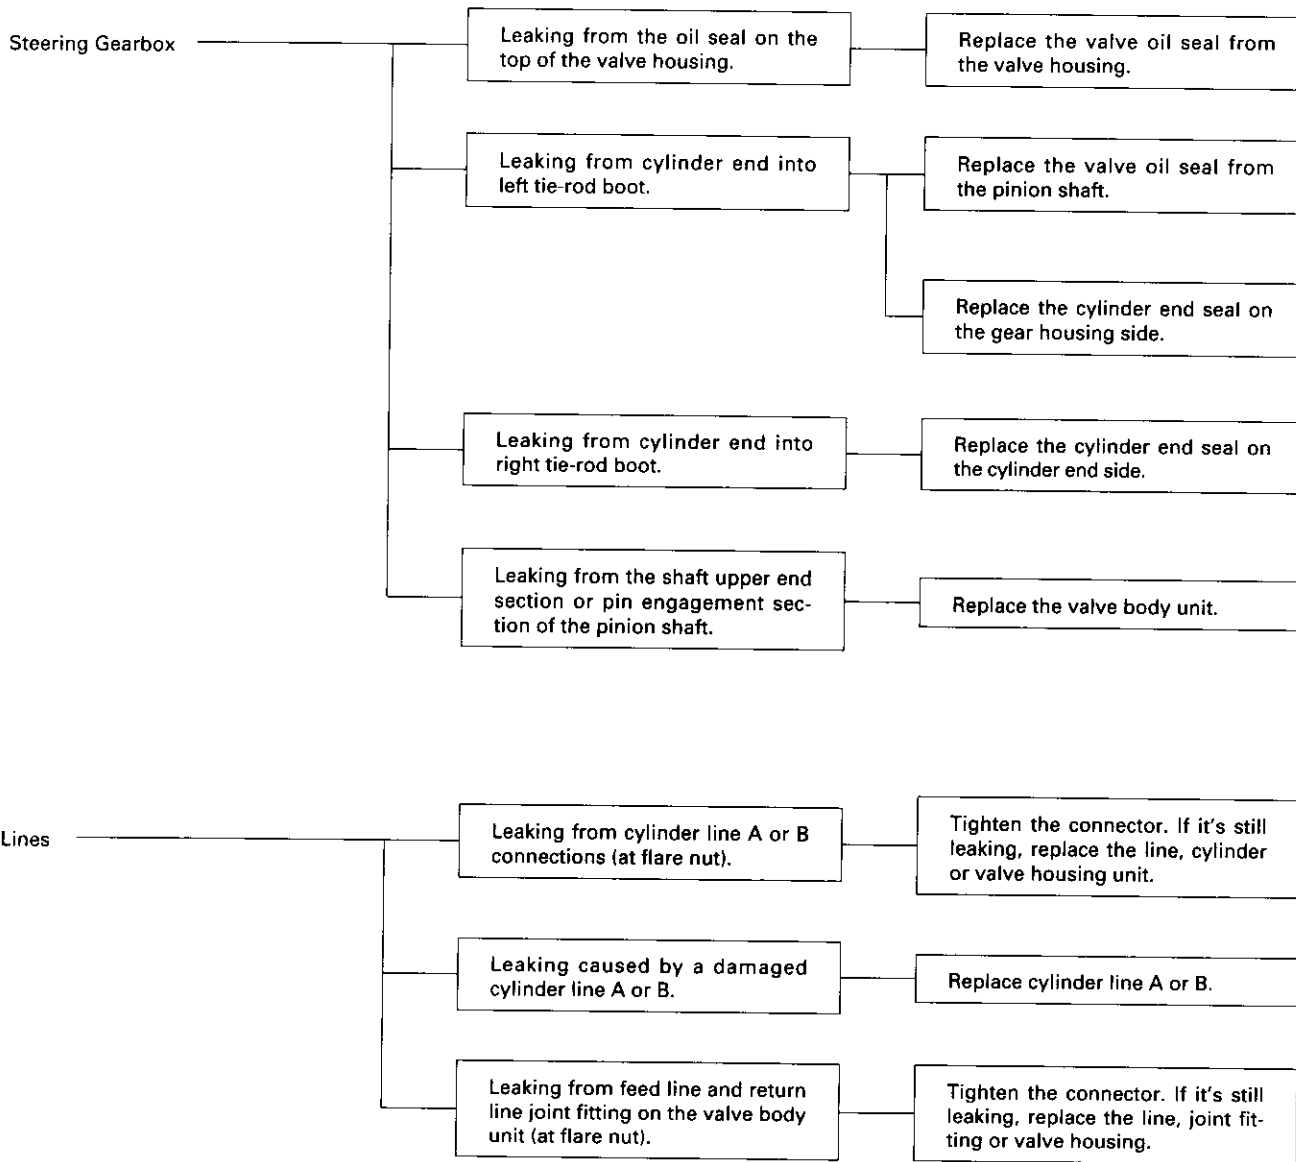 Steering Gearbox
Leaking from the oil seal on the
top of the valve housing.
Replace the valve oil seal from
the valve housing.
Leaking from cylinder end into
left tie-rod boot.
Replace the valve oil seal from
the pinion shaft.
Replace the cylinder end seal on
the gear housing side.
Leaking from cylinder end into
right tie-rod boot.
Replace the cylinder end seal on
the cylinder end side.
Leaking from the shaft upper end
section or pin engagement sec-
tion of the pinion shaft.
Replace the valve body unit.
Lines
Leaking from cylinder line A or B
connections (at flare nut).
Tighten the connector. If it's still
leaking, replace the line, cylinder
or valve housing unit.
Leaking caused by a damaged
cylinder line A or B.
Replace cylinder line A or B.
Leaking from feed line and return
line joint fitting on the valve body
unit (at flare nut).
Tighten the connector. If it's still
leaking, replace the line, joint fit-
ting or valve housing.